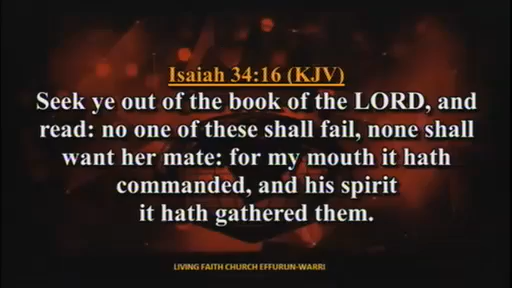 Isaiah 34:16 (KJV)
Seek ye out of the book of the LORD, and
read: no one of these shall fail, none shall
want her mate: for my mouth it hath
commanded, and his spirit
it hath gathered them.
LIVING FAITH CHURCH EFFURUN-WARRI